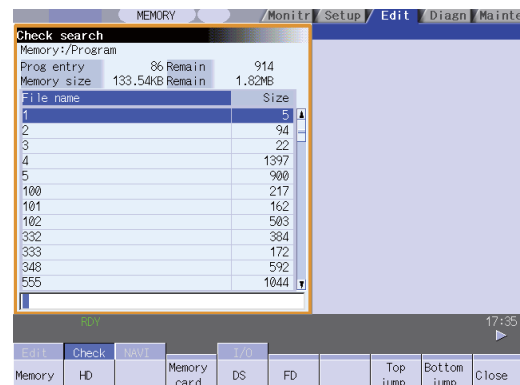 MEMORY Monitr Setup Edit Diagn Mainte
Check search
Memory:/Program
Prog entry 86 Remain 914
Memory size 133.54KB Remain 1.82MB
File name Size
1 5
2 94
3 22
4 1397
5 900
100 217
101 162
102 503
332 384
333 172
348 592
555 1044
RDY 17:35
Edit Check NAVI I/O
Memory HD Memory card DS FD Top jump Bottom jump Close